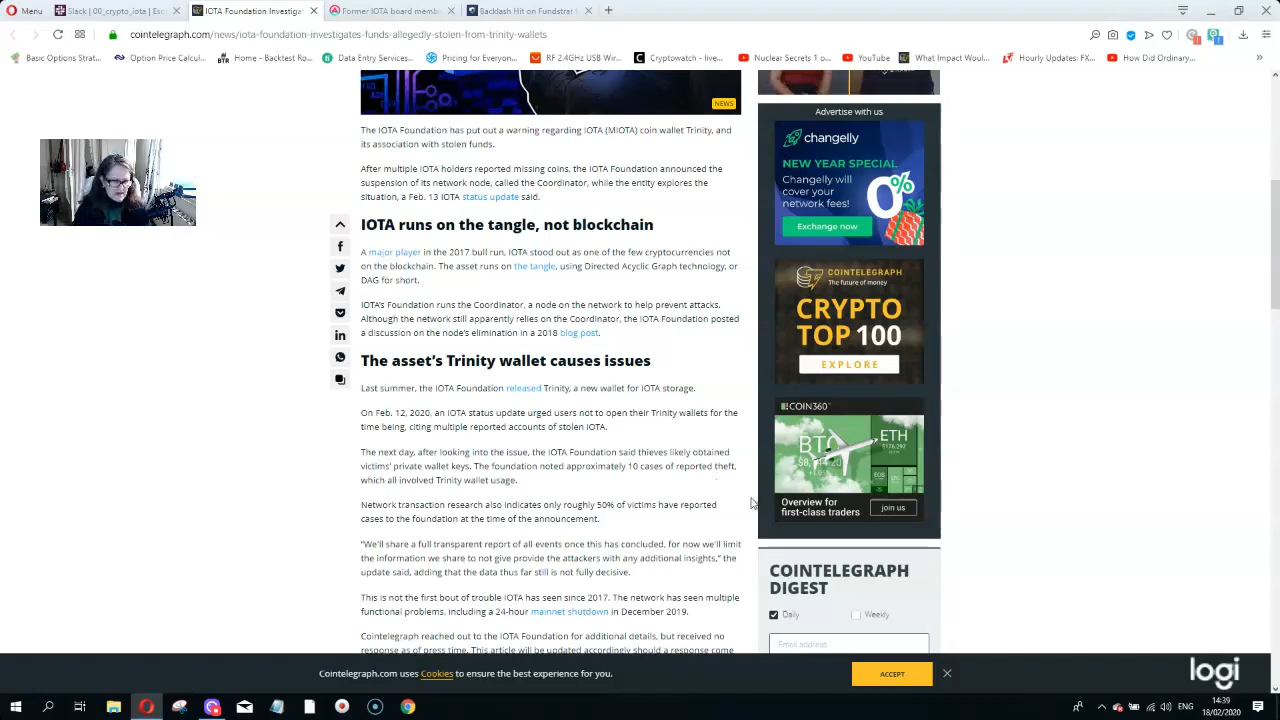 Menu
Slack | 00_crypto_iota | Eso
IOTA Foundation Investigat
Former IOTA board memb
Backlash Hit on Fundstrat
cointelegraph.com/news/iota-foundation-investigates-funds-allegedly-stolen-from-trinity-wallets
Basic Options Strat...
Option Price Calcul...
Home - Bookset Ro...
Data Entry Services...
Pricing for Everyon...
RF 2.4GHz USB Wir...
Cryptowatch - live...
Nuclear Secrets 1 o...
YouTube
What Impact Woul...
Hourly Updates: FX...
How Did Ordinary...
NEWS
The IOTA Foundation has put out a warning regarding IOTA (MIOTA) coin wallet Trinity, and
its association with stolen funds.
After multiple IOTA holders reported missing coins, the IOTA Foundation announced the
suspension of its network node, called the Coordinator, while the entity explores the
situation, a Feb. 13 IOTA status update said.
IOTA runs on the tangle, not blockchain
A major player in the 2017 bull run, IOTA stood out as one of the few cryptocurrencies not
on the blockchain. The asset runs on the tangle, using Directed Acyclic Graph technology, or
DAG for short.
IOTA's Foundation runs the Coordinator, a node on the network to help prevent attacks.
Although the network still apparently relies on the Coordinator, the IOTA Foundation posted
a discussion on the node's elimination in a 2018 blog post.
The asset's Trinity wallet causes issues
Last summer, the IOTA Foundation released Trinity, a new wallet for IOTA storage.
On Feb. 12, 2020, an IOTA status update urged users not to open their Trinity wallets for the
time being, citing multiple reported accounts of stolen IOTA.
The next day, after looking into the issue, the IOTA Foundation said thieves likely obtained
victims' private wallet keys. The foundation noted approximately 10 cases of reported theft,
which all involved Trinity wallet usage.
Network transaction research also indicates only roughly 50% of victims have reported
cases to the foundation at the time of the announcement.
"We'll share a full transparent report of all events once this has concluded, for now we'll limit
the information we share to not give provide the attackers with any additional insights," the
update said, adding that the data thus far still is not fully decisive.
This is not the first bout of trouble IOTA has seen since 2017. The network has seen multiple
functional problems, including a 24-hour mainnet shutdown in December 2019.
Cointelegraph reached out to the IOTA Foundation for additional details, but received no
response as of press time. This article will be updated accordingly should a response come
Advertise with us
changelly
NEW YEAR SPECIAL
Changelly will
cover your
network fees!
0%
Exchange now
COINTELEGRAPH
The future of money
CRYPTO
TOP 100
EXPLORE
COIN360
BTC
ETH
EOS
Overview for
first-class traders
join us
COINTELEGRAPH
DIGEST
Daily
Weekly
Email address
Cointelegraph.com uses Cookies to ensure the best experience for you.
ACCEPT
logi
ENG
14:39
18/02/2020